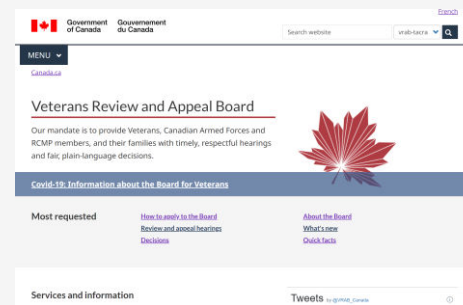 French
Government Gouvernement
of Canada du Canada
Search website
vrab-tacra
MENU
Canada.ca
Veterans Review and Appeal Board
Our mandate is to provide Veterans, Canadian Armed Forces and
RCMP members, and their families with timely, respectful hearings
and fair, plain-language decisions.
Covid-19: Information about the Board for Veterans
Most requested
How to apply to the Board
Review and appeal hearings
Decisions
About the Board
What's new
Quick facts
Services and information
Tweets by @VRAB_Canada